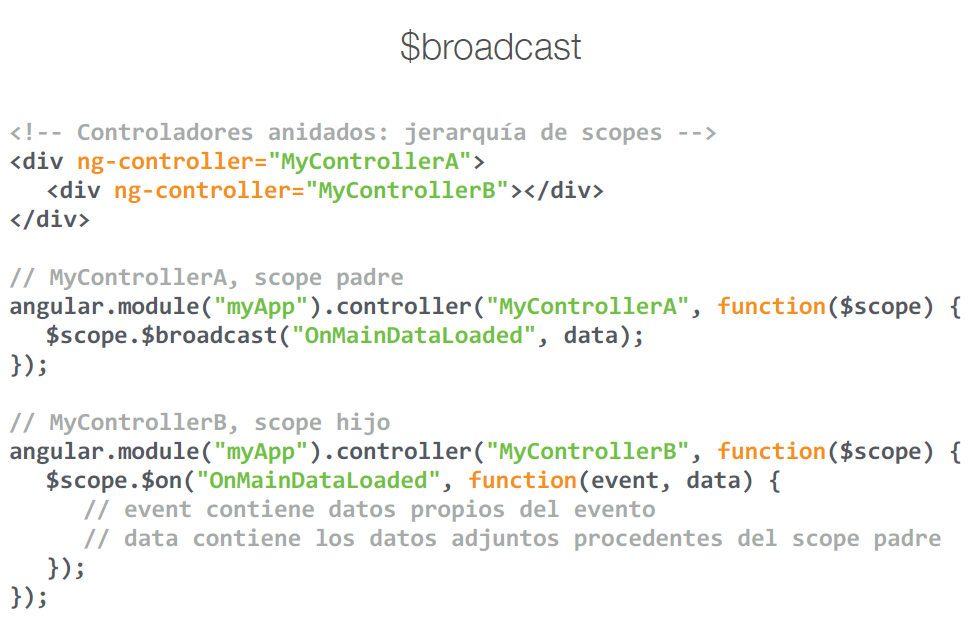 $broadcast
<!-- Controladores anidados: jerarquía de scopes -->
<div ng-controller="MyControllerA">
<div ng-controller="MyControllerB"></div>
</div>
// MyControllerA, scope padre
angular.module("myApp").controller("MyControllerA", function($scope) {
$scope.$broadcast("OnMainDataLoaded", data);
});
// MyControllerB, scope hijo
angular.module("myApp").controller("MyControllerB", function($scope) {
$scope.$on("OnMainDataLoaded", function(event, data) {
// event contiene datos propios del evento
// data contiene los datos adjuntos procedentes del scope padre
});
});